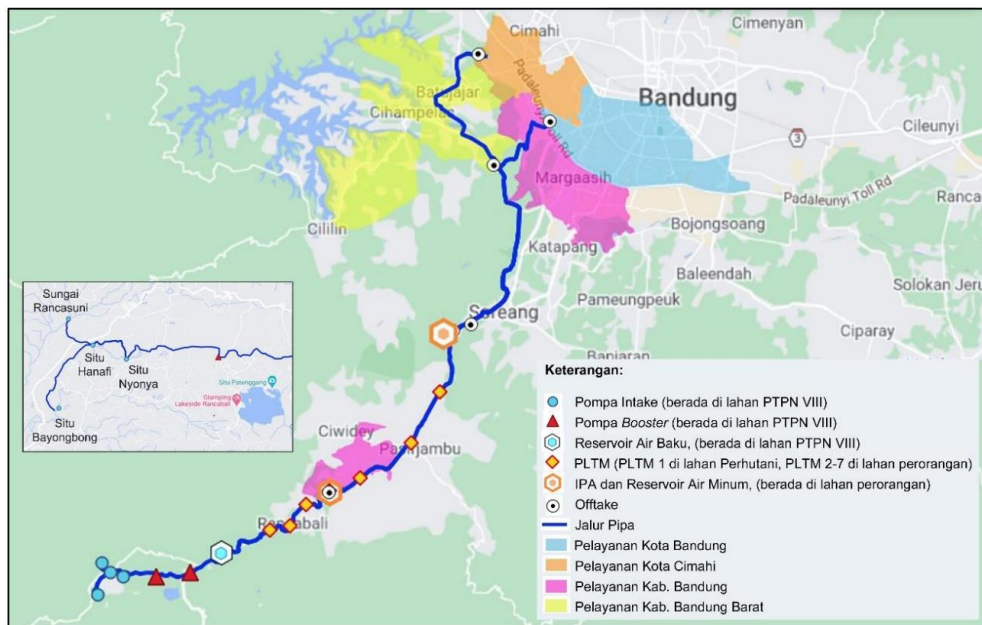 Cimahi
Cimenyan
Padaleunyi Toll Rd
Batujajar
Bandung
Cihampelas
Cileunyi
3
Margaasih
Padaleunyi Toll Rd
Cililin
Bojongsoang
Katapang
Baleendah
Solokan Jeru
Pameungpeuk
Soreang
Ciparay
Banjaran
Sungai
Rancasuni
Situ
Hanafi
Situ
Nyonya
Situ Patenggang
Glamping
Lakeside Rancabali
Situ
Bayongbong
Ciwidey
Pasirjambu
Rancabali
Keterangan:
Pompa Intake (berada di lahan PTPN VIII)
Pompa Booster (berada di lahan PTPN VIII)
Reservoir Air Baku, (berada di lahan PTPN VIII)
PLTM (PLTM 1 di lahan Perhutani, PLTM 2-7 di lahan perorangan)
IPA dan Reservoir Air Minum, (berada di lahan perorangan)
Offtake
Jalur Pipa
Pelayanan Kota Bandung
Pelayanan Kota Cimahi
Pelayanan Kab. Bandung
Pelayanan Kab. Bandung Barat